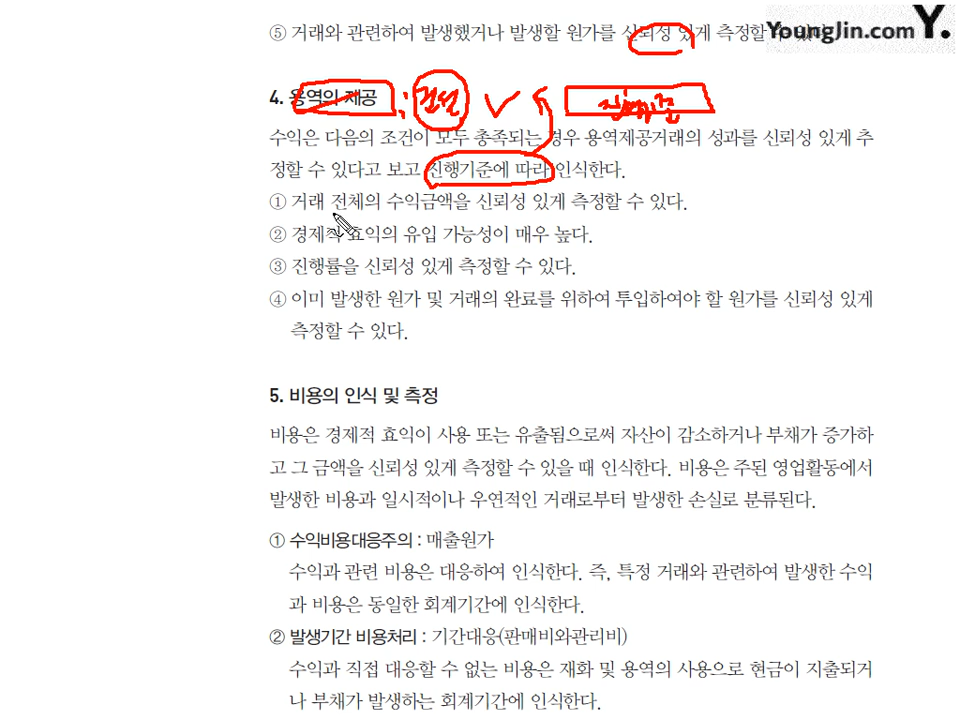 ⑤ 거래와 관련하여 발생했거나 발생할 원가를 신뢰성 있게 측정할 수 있다.
YoungJin.com Y.
4. 용역의 제공 : 건설 진행기준
수익은 다음의 조건이 모두 충족되는 경우 용역제공거래의 성과를 신뢰성 있게 추
정할 수 있다고 보고 진행기준에 따라 인식한다.
① 거래 전체의 수익금액을 신뢰성 있게 측정할 수 있다.
② 경제적 효익의 유입 가능성이 매우 높다.
③ 진행률을 신뢰성 있게 측정할 수 있다.
④ 이미 발생한 원가 및 거래의 완료를 위하여 투입하여야 할 원가를 신뢰성 있게
측정할 수 있다.
5. 비용의 인식 및 측정
비용은 경제적 효익이 사용 또는 유출됨으로써 자산이 감소하거나 부채가 증가하
고 그 금액을 신뢰성 있게 측정할 수 있을 때 인식한다. 비용은 주된 영업활동에서
발생한 비용과 일시적이나 우연적인 거래로부터 발생한 손실로 분류된다.
① 수익비용대응주의 : 매출원가
수익과 관련 비용은 대응하여 인식한다. 즉, 특정 거래와 관련하여 발생한 수익
과 비용은 동일한 회계기간에 인식한다.
② 발생기간 비용처리 : 기간대응(판매비와관리비)
수익과 직접 대응할 수 없는 비용은 재화 및 용역의 사용으로 현금이 지출되거
나 부채가 발생하는 회계기간에 인식한다.